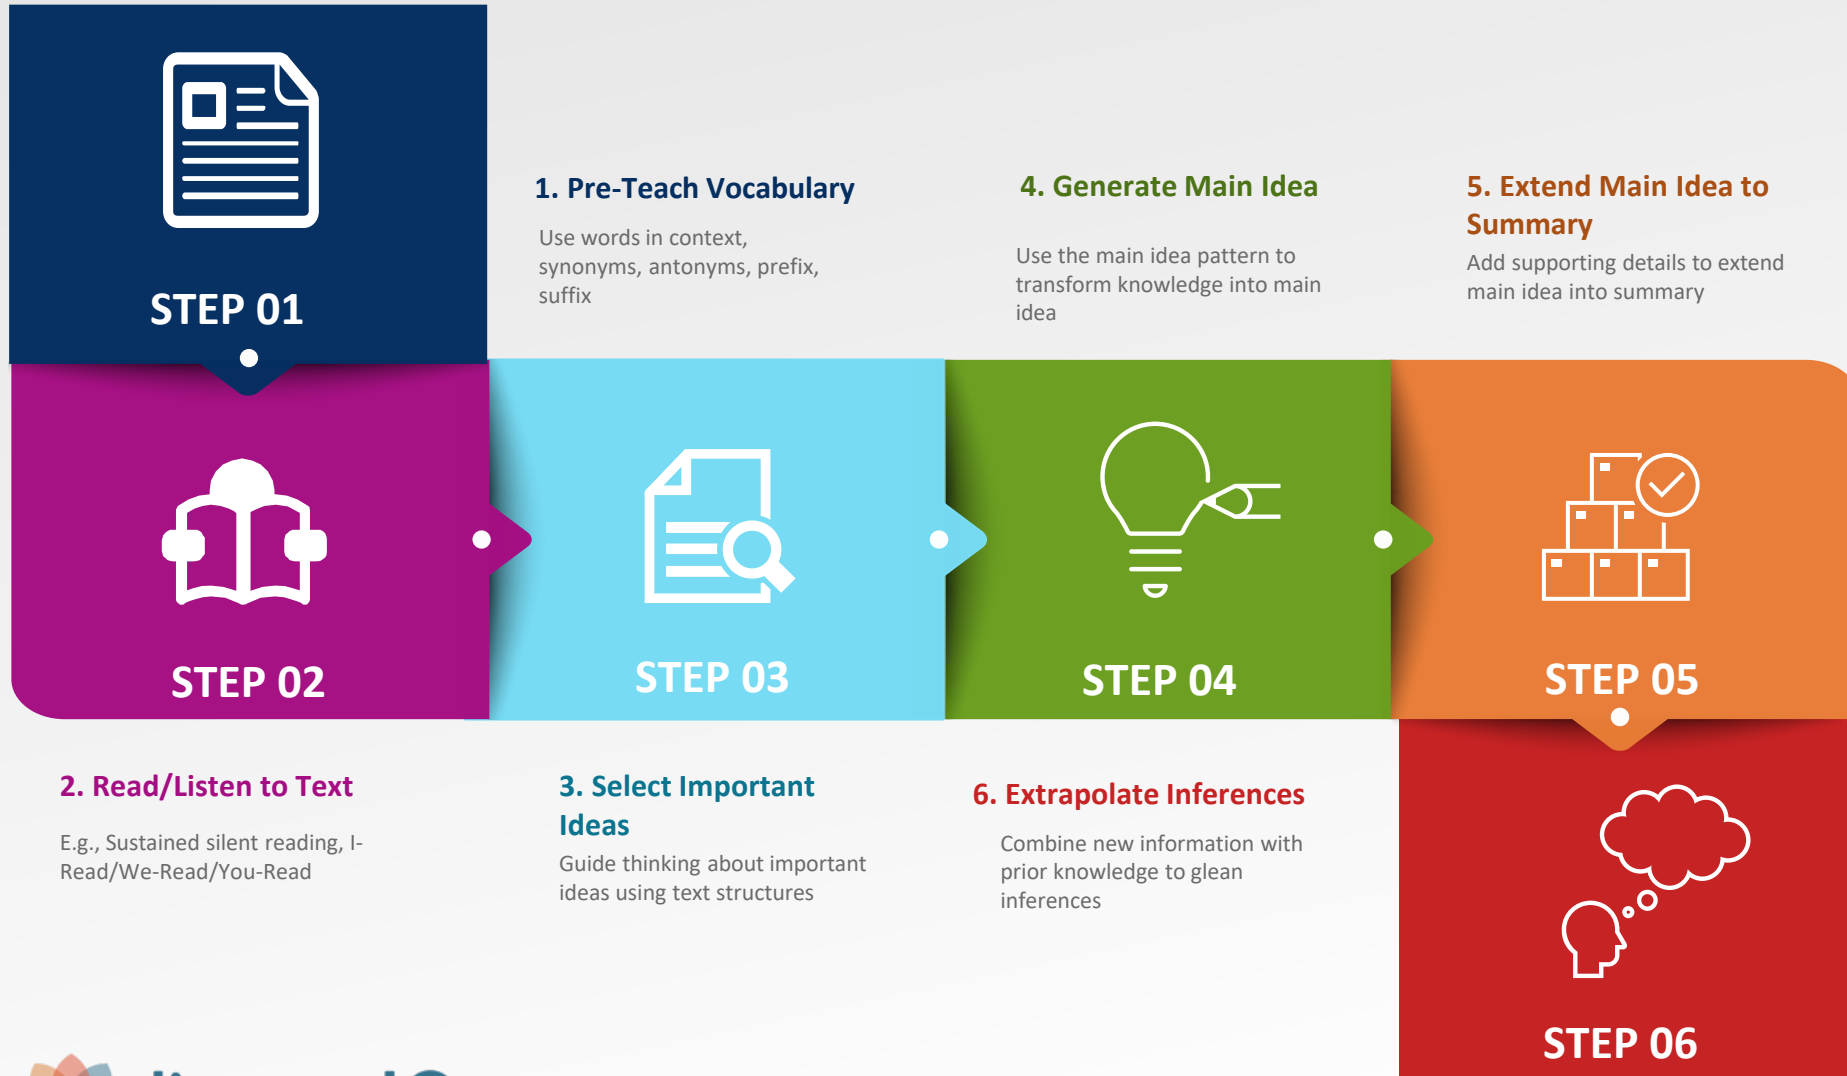 STEP 01
1. Pre-Teach Vocabulary
Use words in context,
synonyms, antonyms, prefix,
suffix
4. Generate Main Idea
Use the main idea pattern to
transform knowledge into main
idea
5. Extend Main Idea to
Summary
Add supporting details to extend
main idea into summary
STEP 02
STEP 03
STEP 04
STEP 05
2. Read/Listen to Text
E.g., Sustained silent reading, I-
Read/We-Read/You-Read
3. Select Important
Ideas
Guide thinking about important
ideas using text structures
6. Extrapolate Inferences
Combine new information with
prior knowledge to glean
inferences
STEP 06